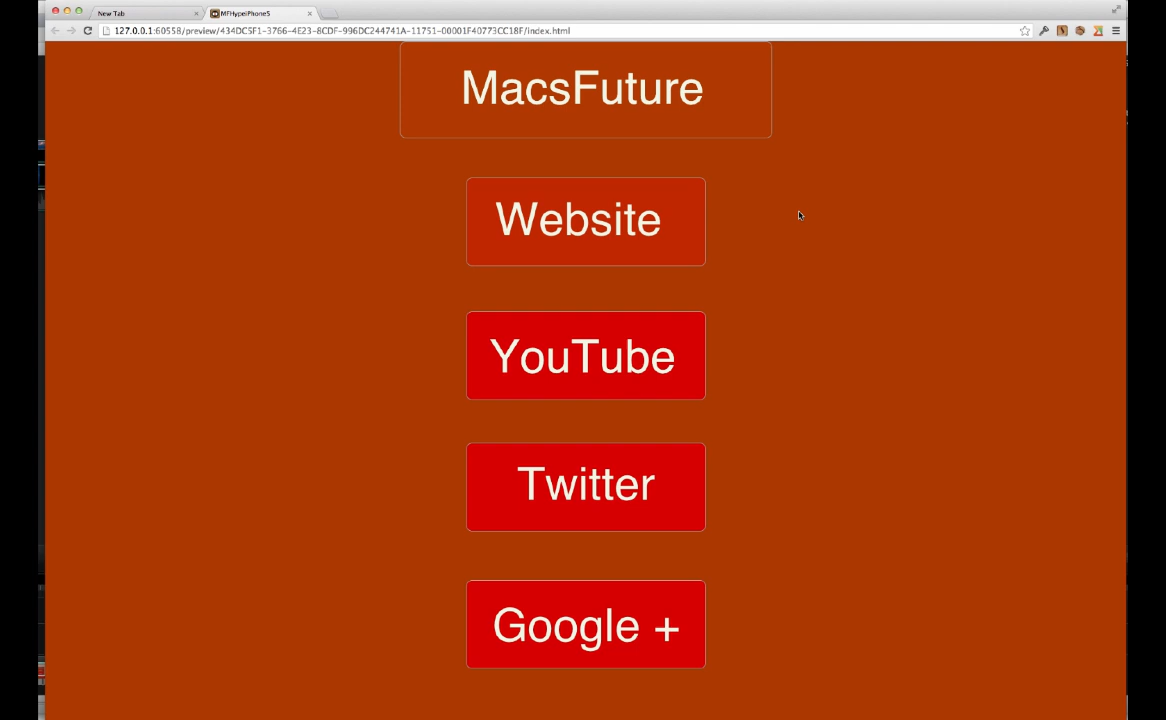 New Tab
MFHypeiPhone5
127.0.0.1:60558/preview/434DC5F1-3766-4E23-8CDF-996DC244741A-11751-00001F40773CC18F/index.html
MacsFuture
Website
YouTube
Twitter
Google +